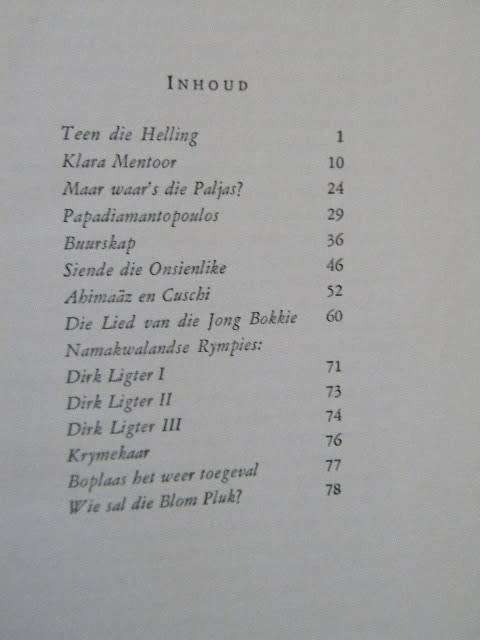 INHOUD
Teen die Helling 1
Klara Mentoor 10
Maar waar's die Paljas? 24
Papadiamantopoulos 29
Buurskap 36
Siende die Onsienlike 46
Ahimaäz en Cuschi 52
Die Lied van die Jong Bokkie 60
Namakwalandse Rympies:
Dirk Ligter I 71
Dirk Ligter II 73
Dirk Ligter III 74
Krymekaar 76
Boplaas het weer toegeval 77
Wie sal die Blom Pluk? 78